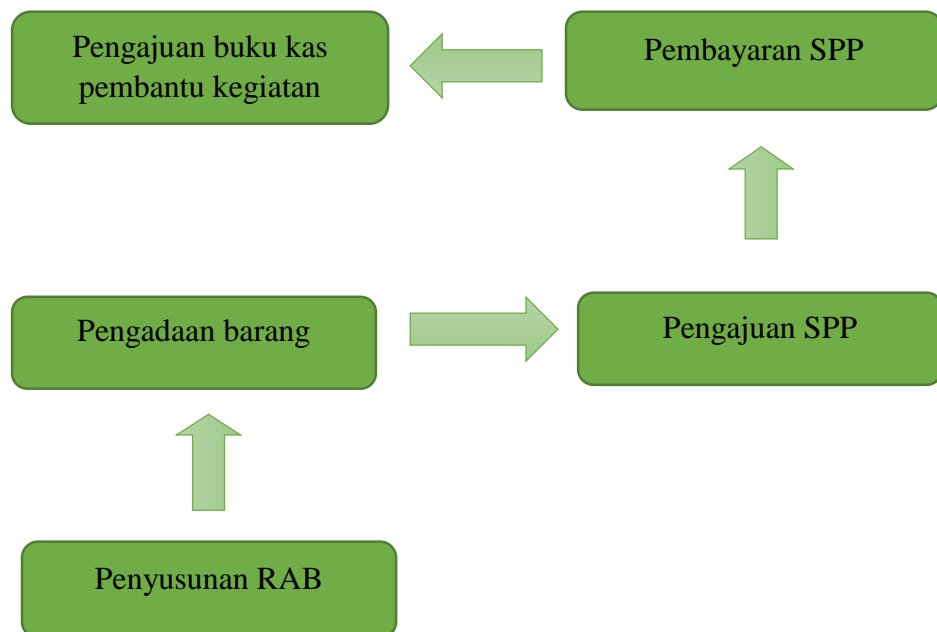 Pengajuan buku kas
pembantu kegiatan
Pembayaran SPP
Pengadaan barang
Pengajuan SPP
Penyusunan RAB